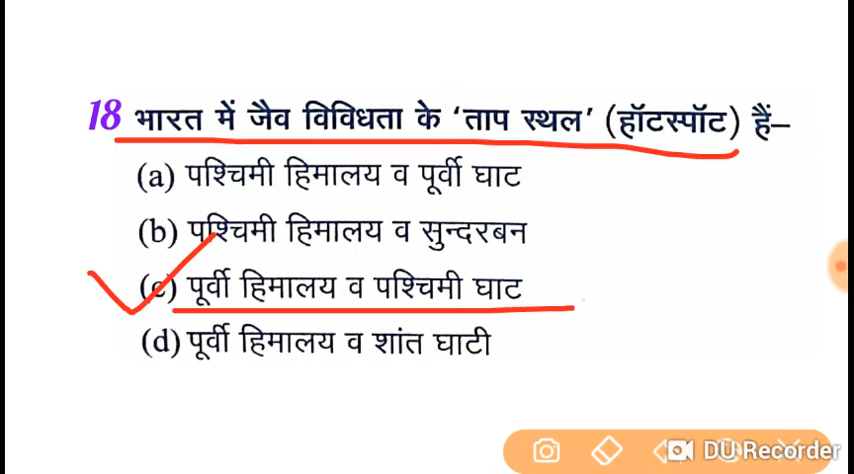 18 भारत में जैव विविधता के ‘ताप स्थल’ (हॉटस्पॉट) हैं–
(a) पश्चिमी हिमालय व पूर्वी घाट
(b) पश्चिमी हिमालय व सुन्दरबन
(c) पूर्वी हिमालय व पश्चिमी घाट
(d) पूर्वी हिमालय व शांत घाटी
DU Recorder